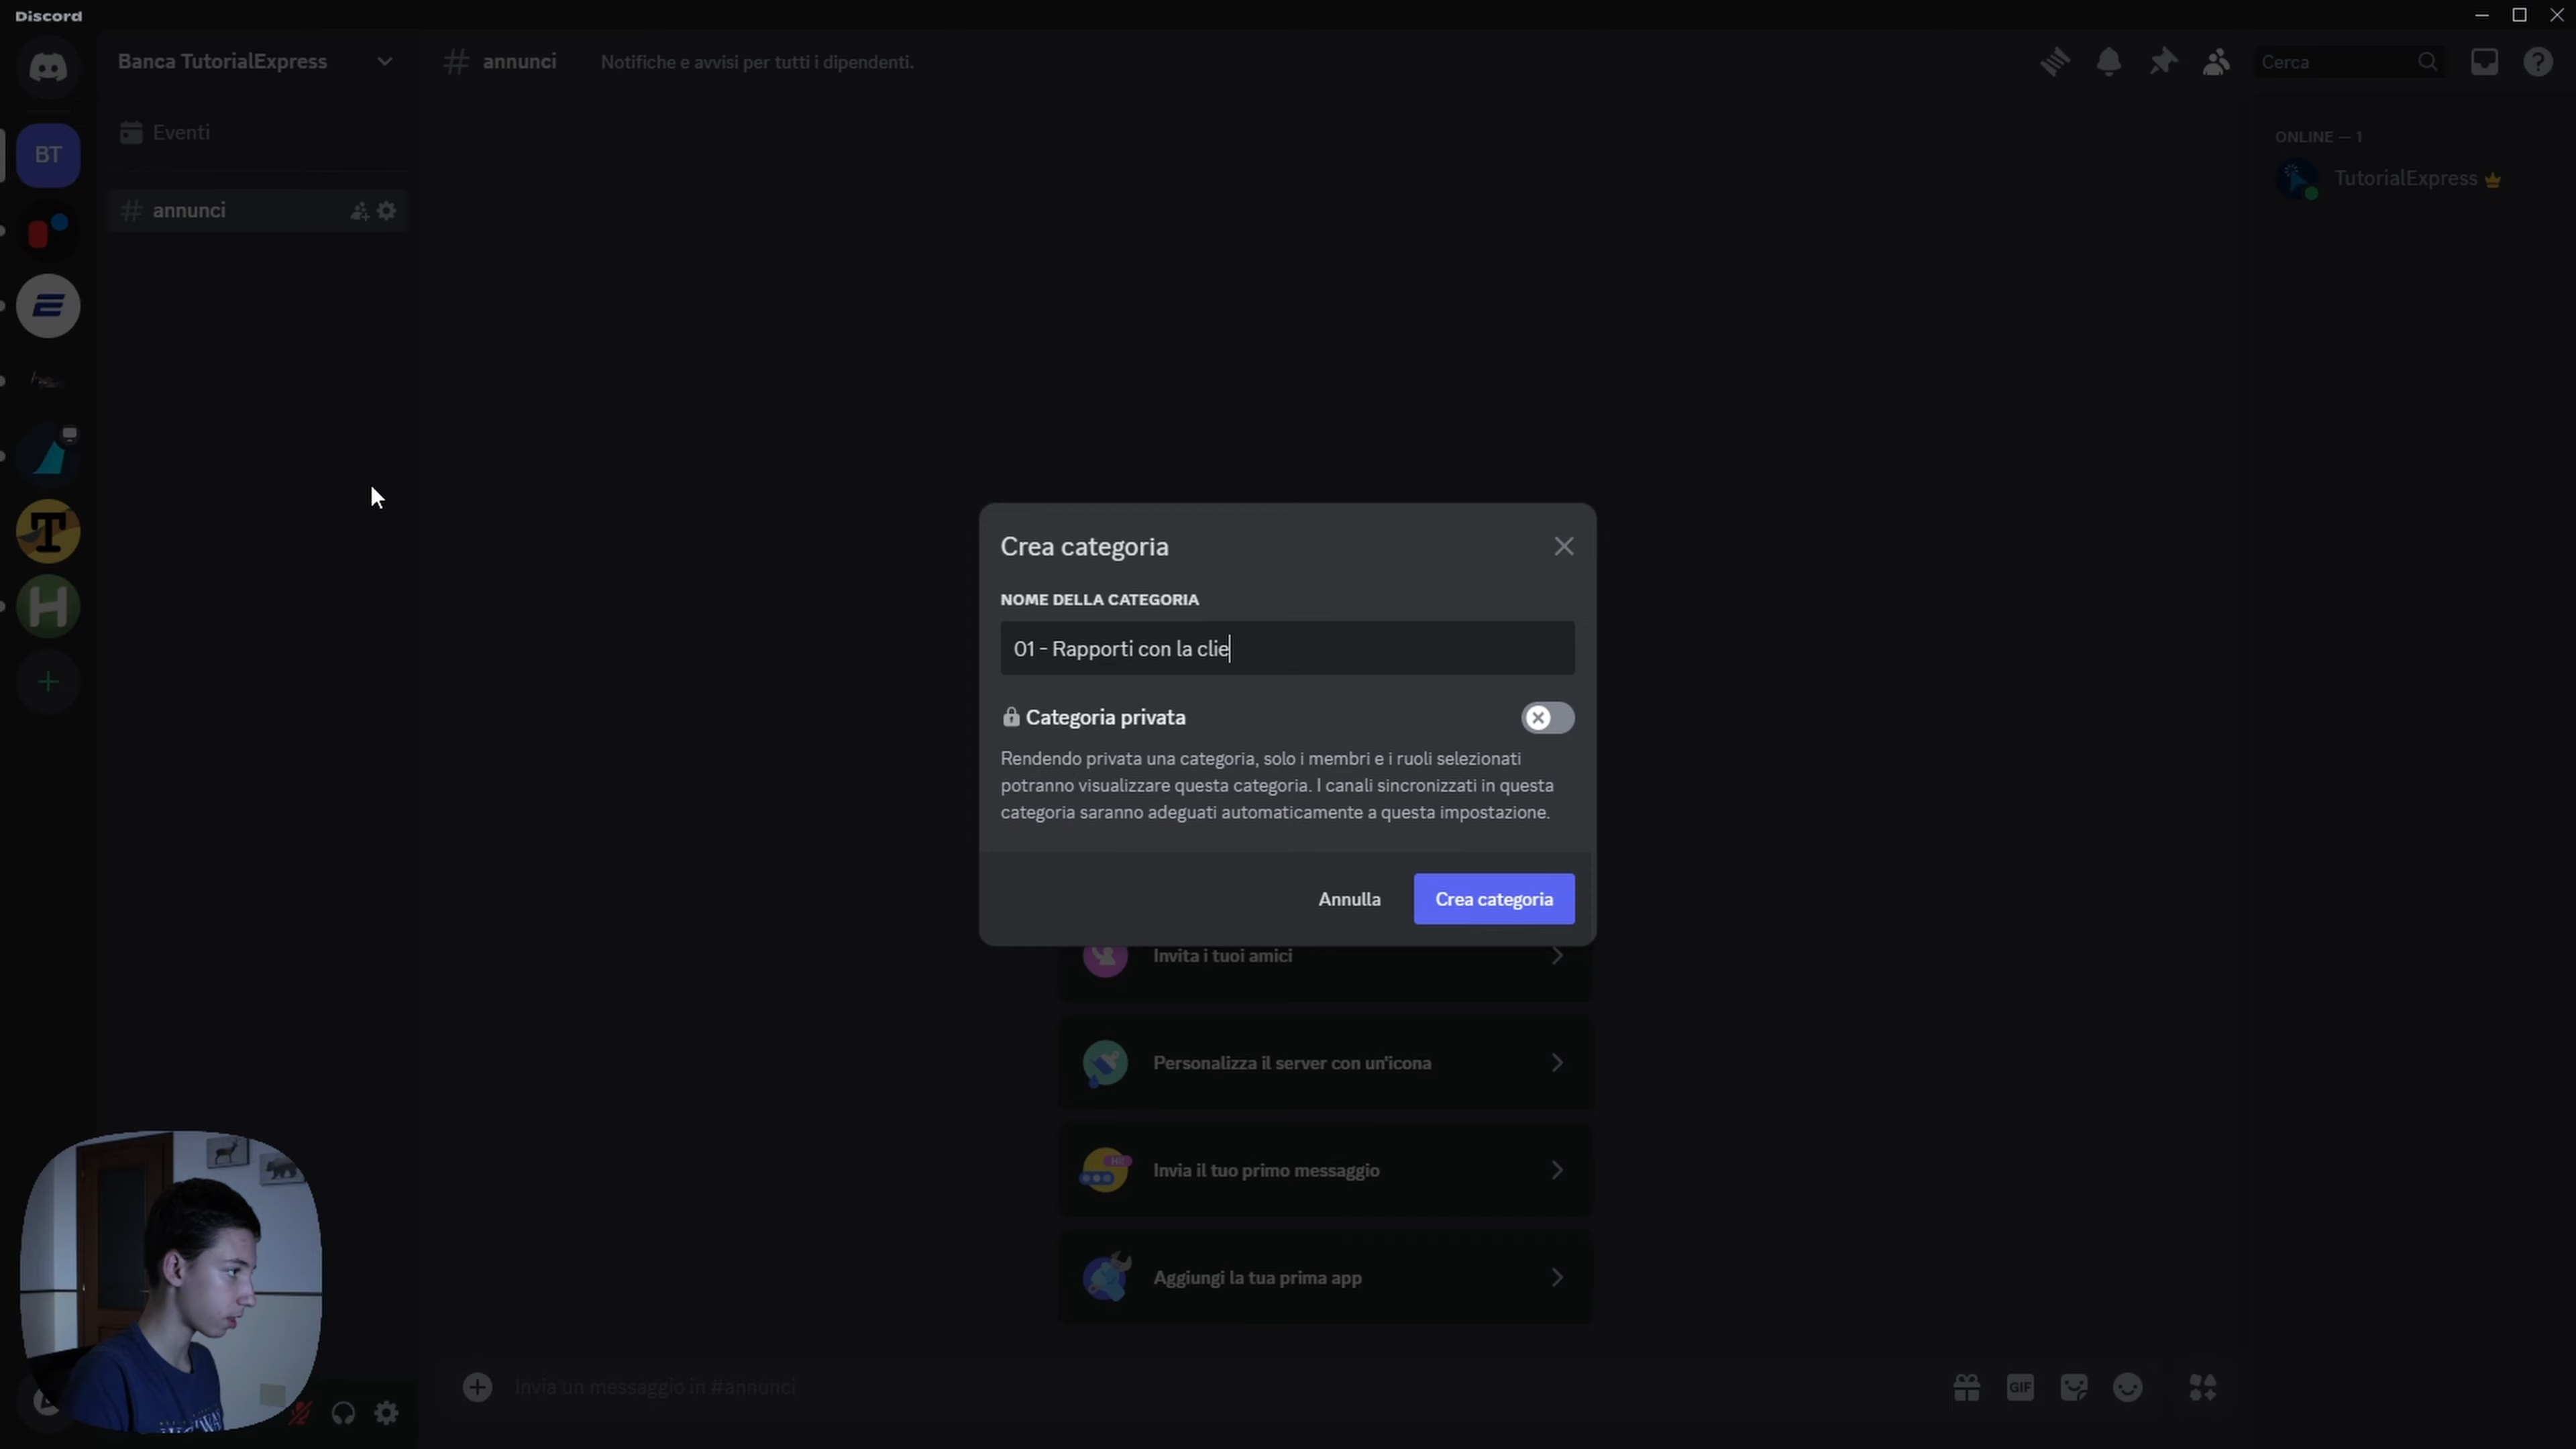 Discord
Banca TutorialExpress
annunci
Notifiche e avvisi per tutti i dipendenti.
Cerca
Eventi
BT
annunci
ONLINE — 1
TutorialExpress
T
H
Crea categoria
NOME DELLA CATEGORIA
01 - Rapporti con la clie
Categoria privata
Rendendo privata una categoria, solo i membri e i ruoli selezionati
potranno visualizzare questa categoria. I canali sincronizzati in questa
categoria saranno adeguati automaticamente a questa impostazione.
Annulla
Crea categoria
Invita i tuoi amici
Personalizza il server con un'icona
Invia il tuo primo messaggio
Aggiungi la tua prima app
Invia un messaggio in #annunci
GIF